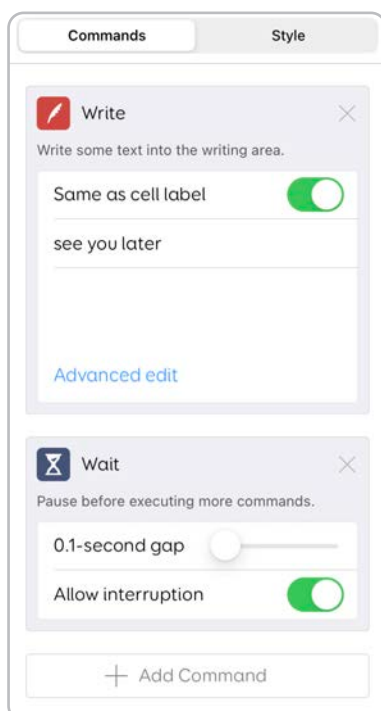 Commands
Style
Write
Write some text into the writing area.
Same as cell label
see you later
Advanced edit
Wait
Pause before executing more commands.
0.1-second gap
Allow interruption
Add Command